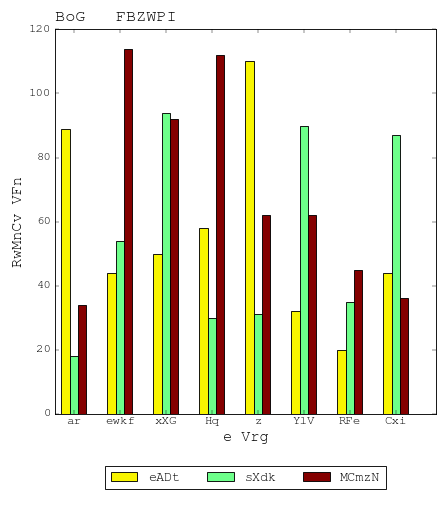 BoG   FBZWPI
120
100
80
60
40
20
0
RwMnCv VFn
ar ewkf xXG Hq z YlV RFe Cxi
e Vrg
eADt sXdk MCmzN